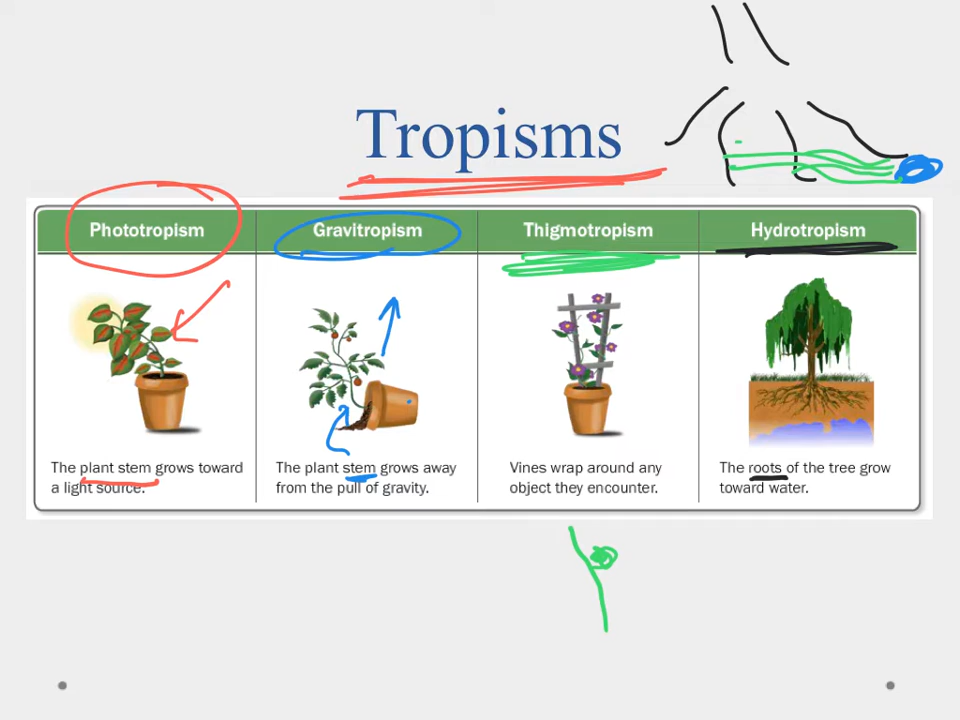 Tropisms
Phototropism
Gravitropism
Thigmotropism
Hydrotropism
The plant stem grows toward
a light source.
The plant stem grows away
from the pull of gravity.
Vines wrap around any
object they encounter.
The roots of the tree grow
toward water.